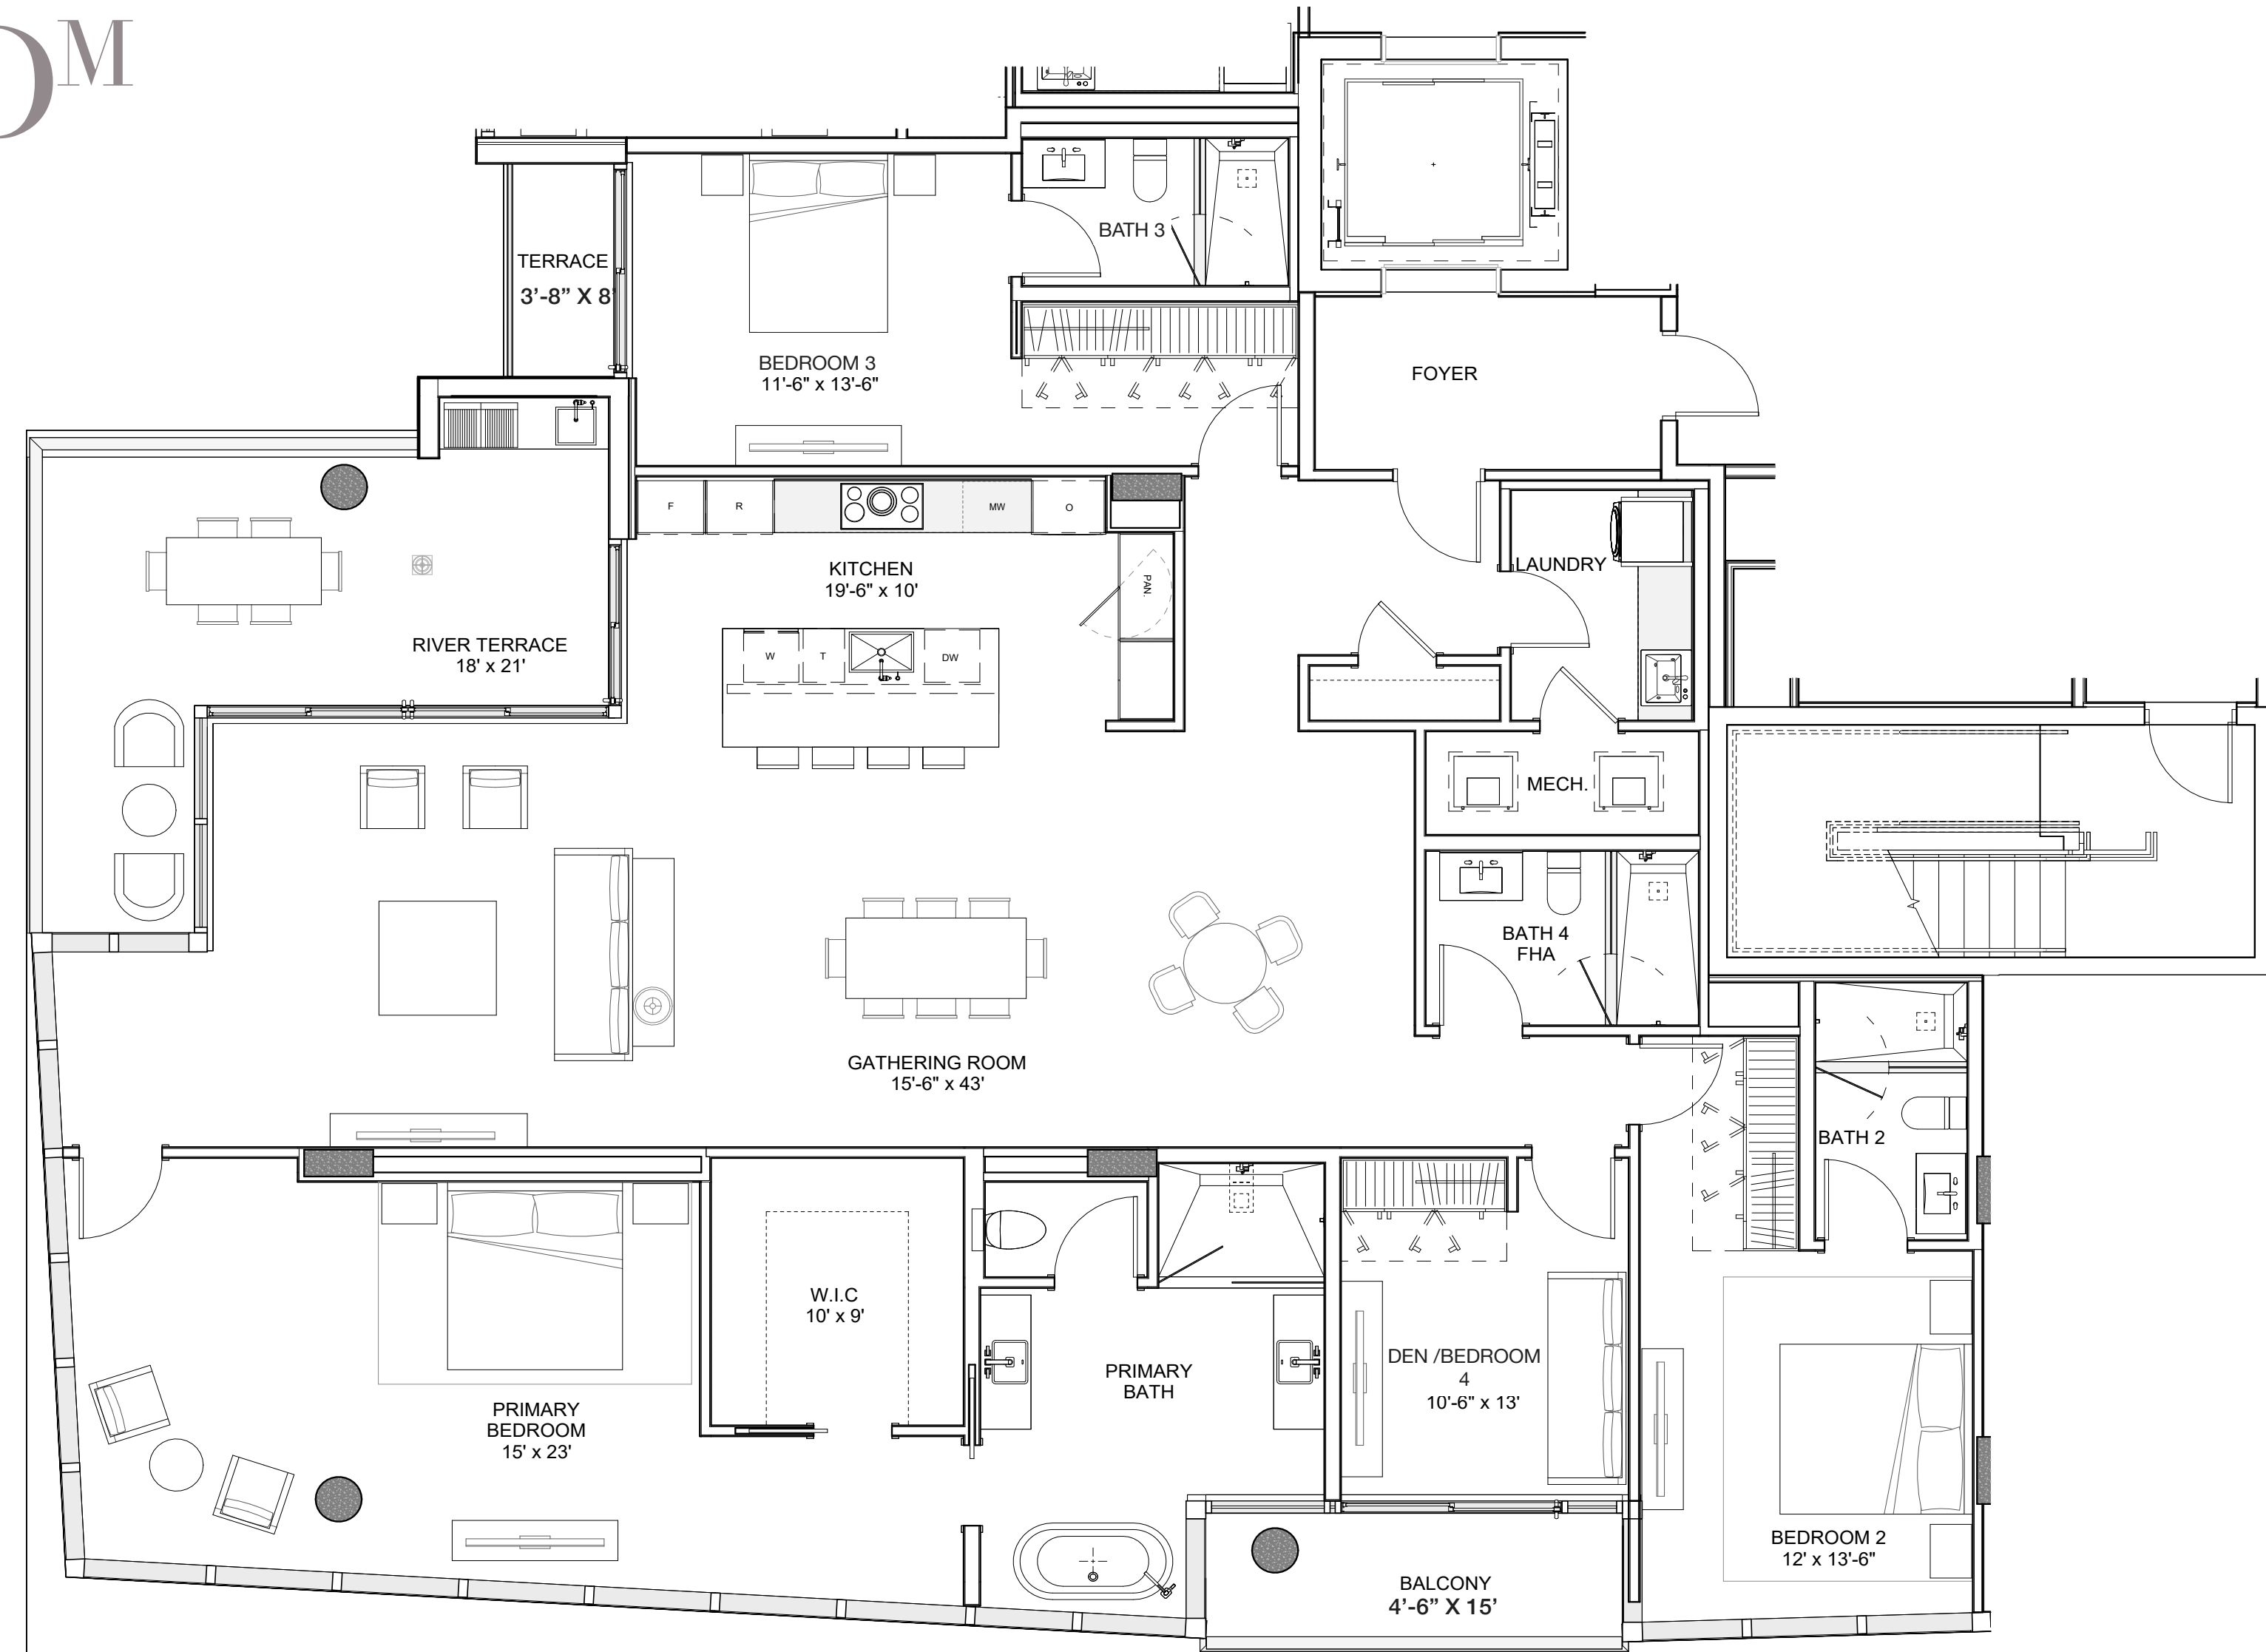 M
BATH 3
TERRACE
3'-8” X 8'
BEDROOM 3
11'-6" x 13'-6"
FOYER
F
R
MW
O
KITCHEN
19'-6" x 10'
PAN.
LAUNDRY
RIVER TERRACE
18' x 21'
W
T
DW
MECH.
BATH 4
FHA
GATHERING ROOM
15'-6" x 43'
BATH 2
W.I.C
10' x 9'
PRIMARY
BATH
DEN /BEDROOM
4
10'-6" x 13'
PRIMARY
BEDROOM
15' x 23'
BEDROOM 2
12' x 13'-6"
BALCONY
4’-6” X 15’